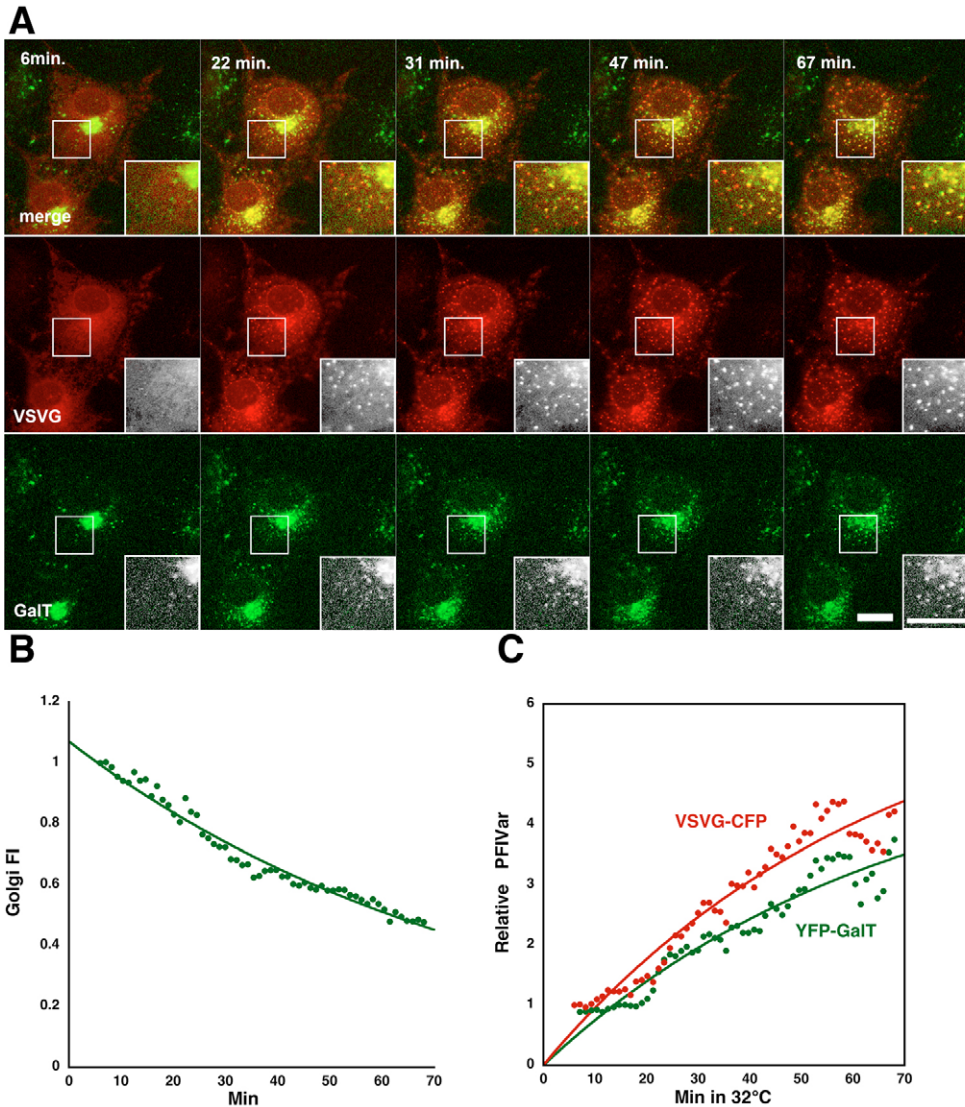 A
6min.
22 min.
31 min.
47 min.
67 min.
merge
VSVG
GalT
B
C
1.2
1
0.8
0.6
0.4
0.2
0
Golgi FI
0 10 20 30 40 50 60 70
Min
6
5
4
3
2
1
0
Relative PFIVar
VSVG-CFP
YFP-GalT
0 10 20 30 40 50 60 70
Min in 32°C